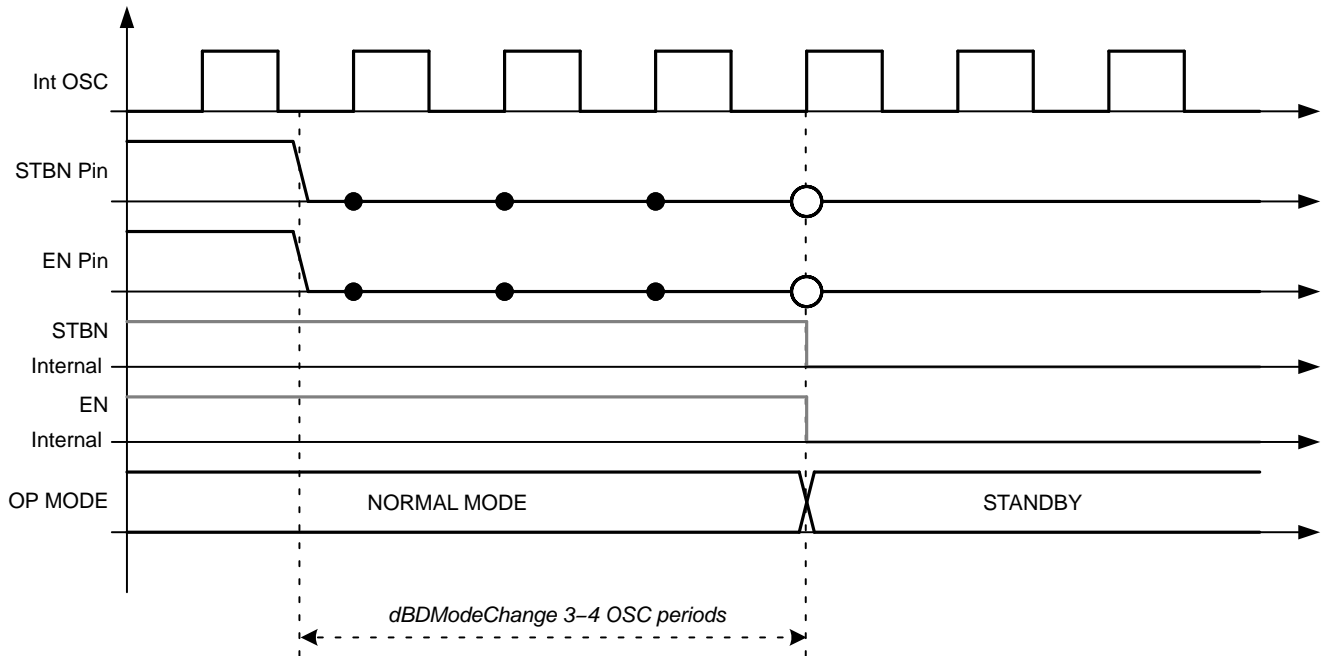 Int OSC
STBN Pin
EN Pin
STBN
Internal
EN
Internal
OP MODE
NORMAL MODE
STANDBY
dBDModeChange 3–4 OSC periods